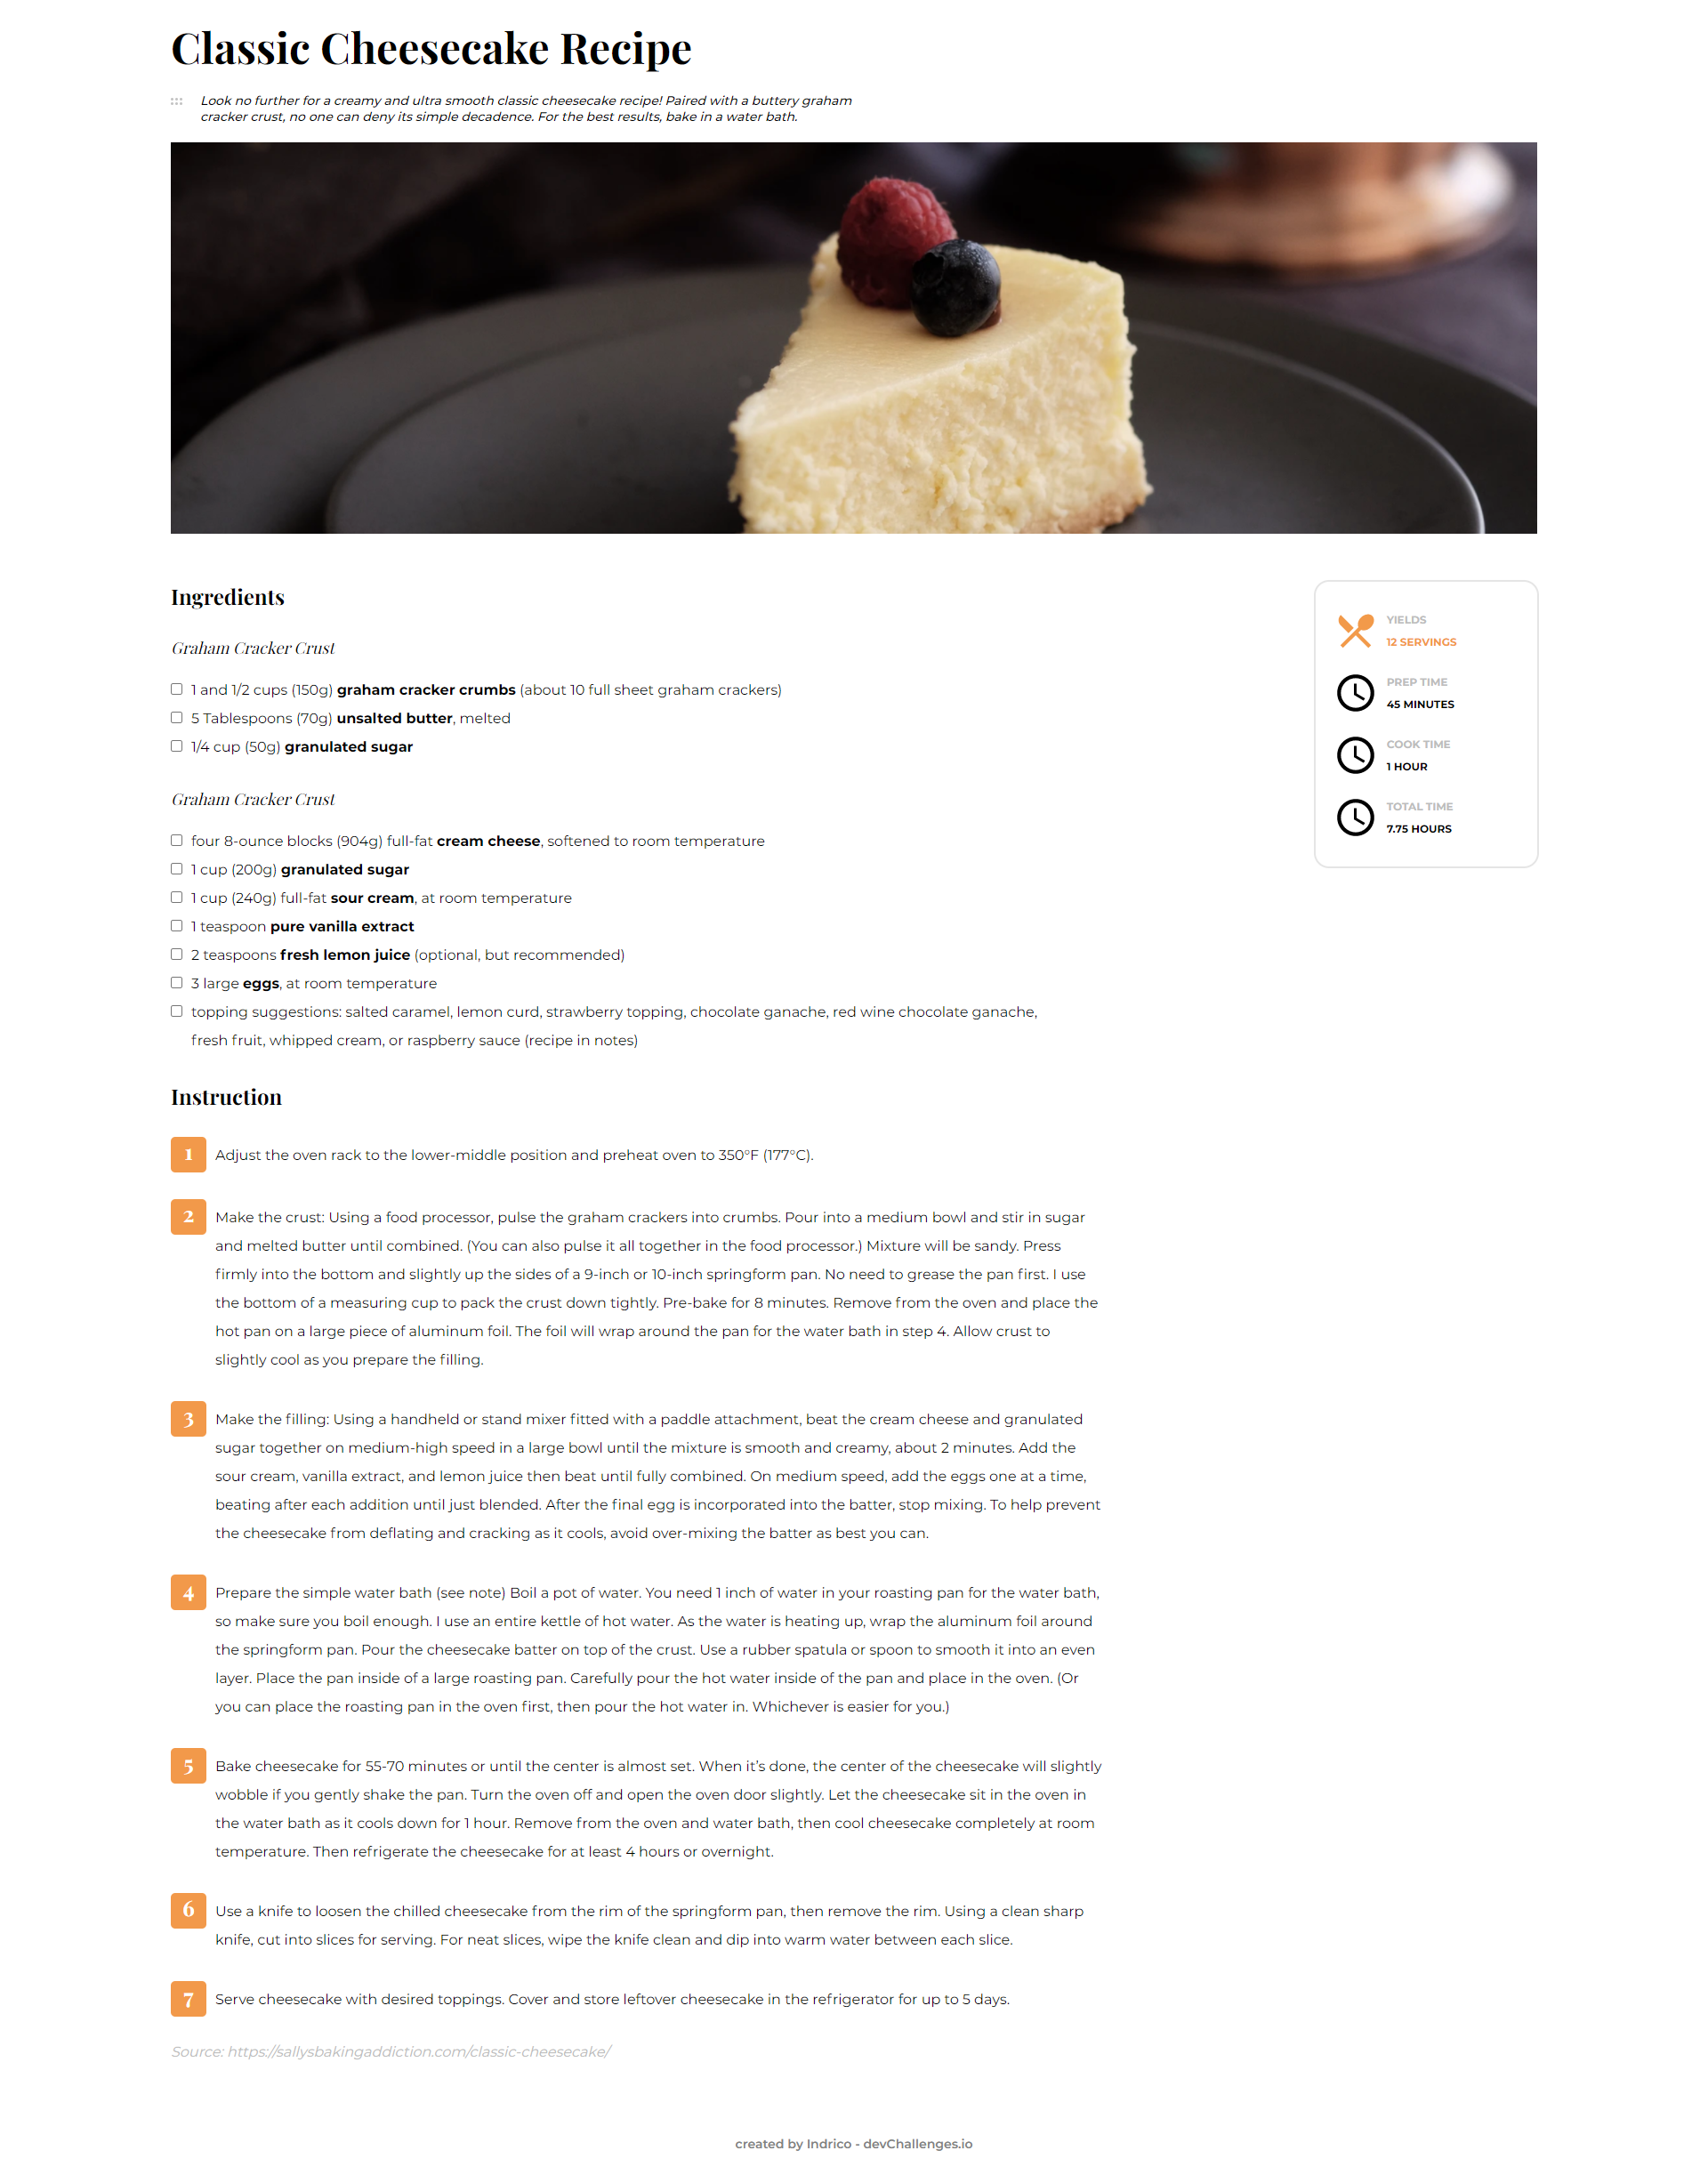 Classic Cheesecake Recipe
Look no further for a creamy and ultra smooth classic cheesecake recipe! Paired with a buttery graham
cracker crust, no one can deny its simple decadence. For the best results, bake in a water bath.
Ingredients
Graham Cracker Crust
1 and 1/2 cups (150g) graham cracker crumbs (about 10 full sheet graham crackers)
5 Tablespoons (70g) unsalted butter, melted
1/4 cup (50g) granulated sugar
Graham Cracker Crust
four 8-ounce blocks (904g) full-fat cream cheese, softened to room temperature
1 cup (200g) granulated sugar
1 cup (240g) full-fat sour cream, at room temperature
1 teaspoon pure vanilla extract
2 teaspoons fresh lemon juice (optional, but recommended)
3 large eggs, at room temperature
topping suggestions: salted caramel, lemon curd, strawberry topping, chocolate ganache, red wine chocolate ganache,
fresh fruit, whipped cream, or raspberry sauce (recipe in notes)
YIELDS
12 SERVINGS
PREP TIME
45 MINUTES
COOK TIME
1 HOUR
TOTAL TIME
7.75 HOURS
Instruction
1 Adjust the oven rack to the lower-middle position and preheat oven to 350°F (177°C).
2 Make the crust: Using a food processor, pulse the graham crackers into crumbs. Pour into a medium bowl and stir in sugar
and melted butter until combined. (You can also pulse it all together in the food processor.) Mixture will be sandy. Press
firmly into the bottom and slightly up the sides of a 9-inch or 10-inch springform pan. No need to grease the pan first. I use
the bottom of a measuring cup to pack the crust down tightly. Pre-bake for 8 minutes. Remove from the oven and place the
hot pan on a large piece of aluminum foil. The foil will wrap around the pan for the water bath in step 4. Allow crust to
slightly cool as you prepare the filling.
3 Make the filling: Using a handheld or stand mixer fitted with a paddle attachment, beat the cream cheese and granulated
sugar together on medium-high speed in a large bowl until the mixture is smooth and creamy, about 2 minutes. Add the
sour cream, vanilla extract, and lemon juice then beat until fully combined. On medium speed, add the eggs one at a time,
beating after each addition until just blended. After the final egg is incorporated into the batter, stop mixing. To help prevent
the cheesecake from deflating and cracking as it cools, avoid over-mixing the batter as best you can.
4 Prepare the simple water bath (see note) Boil a pot of water. You need 1 inch of water in your roasting pan for the water bath,
so make sure you boil enough. I use an entire kettle of hot water. As the water is heating up, wrap the aluminum foil around
the springform pan. Pour the cheesecake batter on top of the crust. Use a rubber spatula or spoon to smooth it into an even
layer. Place the pan inside of a large roasting pan. Carefully pour the hot water inside of the pan and place in the oven. (Or
you can place the roasting pan in the oven first, then pour the hot water in. Whichever is easier for you.)
5 Bake cheesecake for 55-70 minutes or until the center is almost set. When it's done, the center of the cheesecake will slightly
wobble if you gently shake the pan. Turn the oven off and open the oven door slightly. Let the cheesecake sit in the oven in
the water bath as it cools down for 1 hour. Remove from the oven and water bath, then cool cheesecake completely at room
temperature. Then refrigerate the cheesecake for at least 4 hours or overnight.
6 Use a knife to loosen the chilled cheesecake from the rim of the springform pan, then remove the rim. Using a clean sharp
knife, cut into slices for serving. For neat slices, wipe the knife clean and dip into warm water between each slice.
7 Serve cheesecake with desired toppings. Cover and store leftover cheesecake in the refrigerator for up to 5 days.
Source: https://sallysbakingaddiction.com/classic-cheesecake/
created by Indrico - devChallenges.io